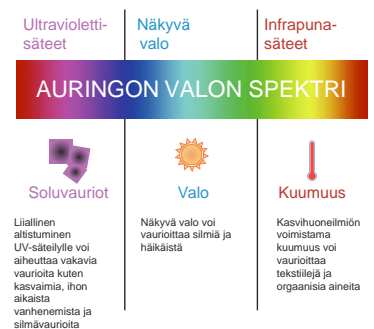 Ultravioletti-
säteet
Näkyvä
valo
Infrapuna-
säteet
AURINGON VALON SPEKTRI
Soluvauriot
Liiallinen
altistuminen
UV-säteilylle voi
aiheuttaa vakavia
vaurioita kuten
kasvaimia, ihon
aikaista
vanhenemista ja
silmävaurioita
Valo
Näkyvä valo voi
vaurioittaa silmiä ja
häikäistä
Kuumuus
Kasvihuoneilmiön
voimistama
kuumuus voi
vaurioittaa
tekstiilejä ja
orgaanisia aineita